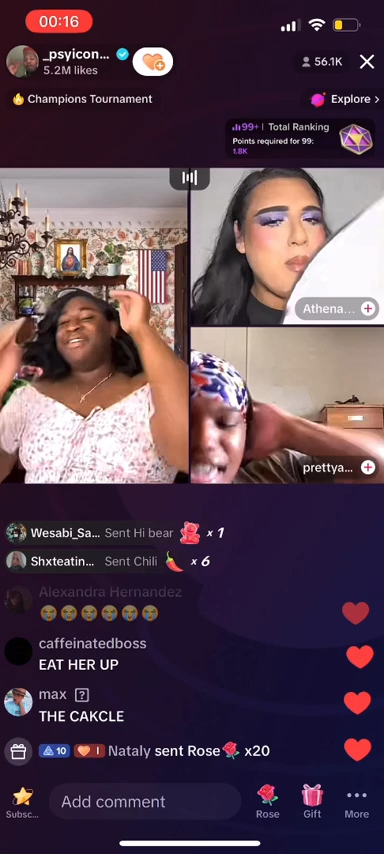 00:16
_psyicon...
5.2M likes
56.1K
Champions Tournament
Explore >
99+ | Total Ranking
Points required for 99:
1.8K
Athena...
prettya...
Wesabi_Sa... Sent Hi bear x 1
Shxteatin... Sent Chili x 6
Alexandra Hernandez
😭😭😭😭😭😭
caffeinatedboss
EAT HER UP
max ?
THE CAKCLE
10 I Nataly sent Rose🌹 x20
Subsc...
Add comment
Rose
Gift
More